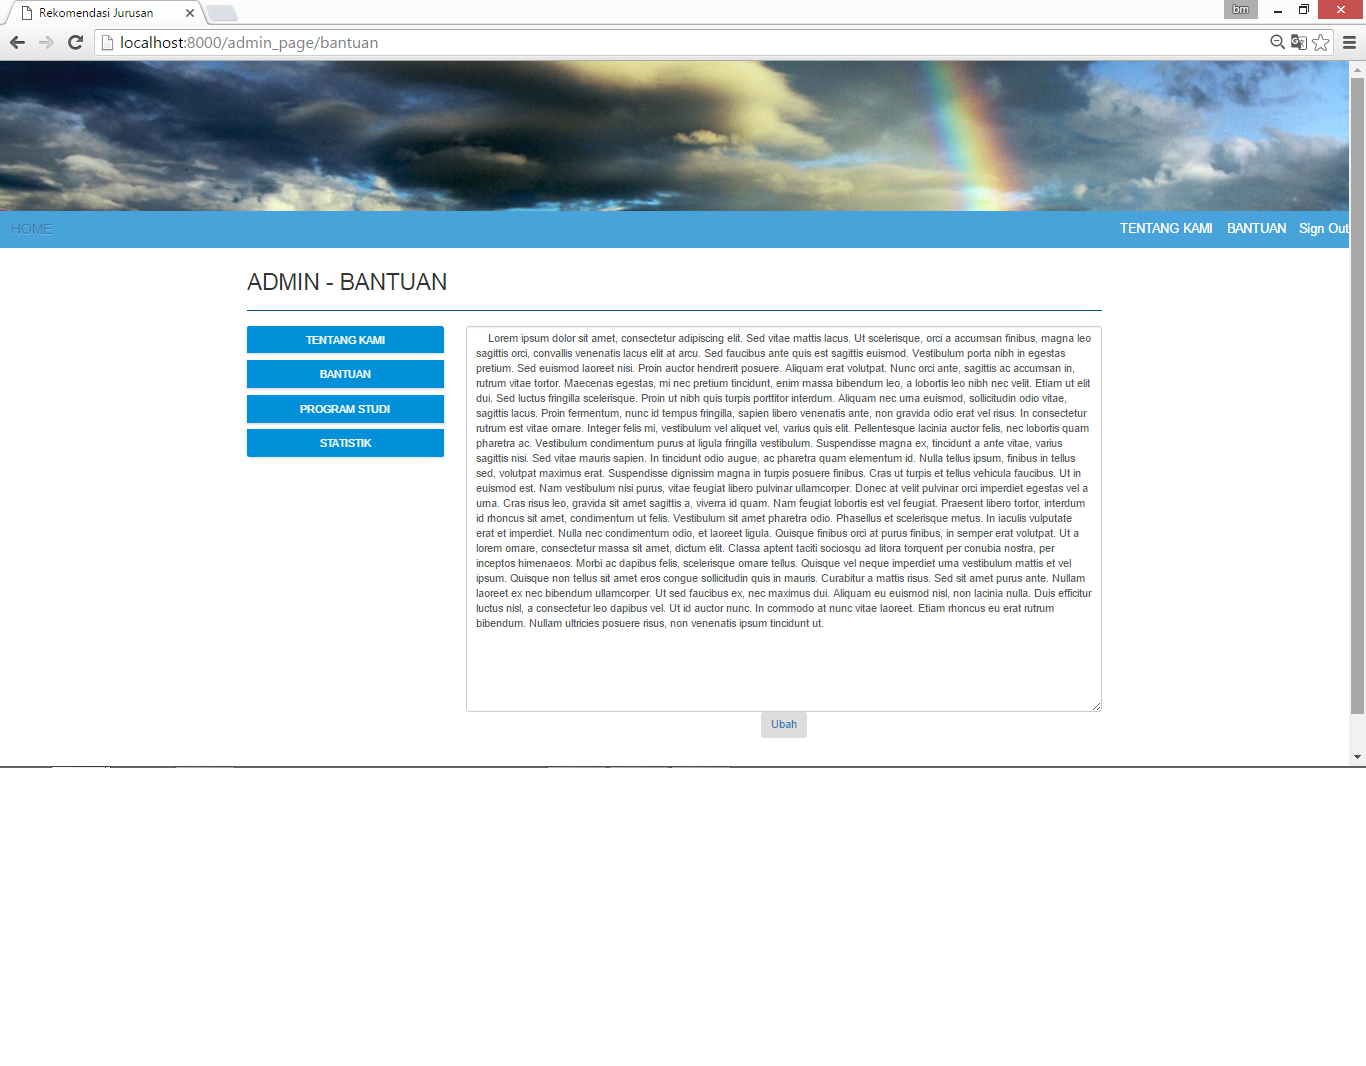 Rekomendasi Jurusan
bm
localhost:8000/admin_page/bantuan
HOME
TENTANG KAMI BANTUAN Sign Out
ADMIN - BANTUAN
TENTANG KAMI
BANTUAN
PROGRAM STUDI
STATISTIK
Lorem ipsum dolor sit amet, consectetur adipiscing elit. Sed vitae mattis lacus. Ut scelerisque, orci a accumsan finibus, magna leo
sagittis orci, convallis venenatis lacus elit at arcu. Sed faucibus ante quis est sagittis euismod. Vestibulum porta nibh in egestas
pretium. Sed euismod laoreet nisi. Proin auctor hendrerit posuere. Aliquam erat volutpat. Nunc orci ante, sagittis ac accumsan in,
rutrum vitae tortor. Maecenas egestas, mi nec pretium tincidunt, enim massa bibendum leo, a lobortis leo nibh nec velit. Etiam ut elit
dui. Sed luctus fringilla scelerisque. Proin ut nibh quis turpis porttitor interdum. Aliquam nec urna euismod, sollicitudin odio vitae,
sagittis lacus. Proin fermentum, nunc id tempus fringilla, sapien libero venenatis ante, non gravida odio erat vel risus. In consectetur
rutrum est vitae ornare. Integer felis mi, vestibulum vel aliquet vel, varius quis elit. Pellentesque lacinia auctor felis, nec lobortis quam
pharetra ac. Vestibulum condimentum purus at ligula fringilla vestibulum. Suspendisse magna ex, tincidunt a ante vitae, varius
sagittis nisi. Sed vitae mauris sapien. In tincidunt odio augue, ac pharetra quam elementum id. Nulla tellus ipsum, finibus in tellus
sed, volutpat maximus erat. Suspendisse dignissim magna in turpis posuere finibus. Cras ut turpis et tellus vehicula faucibus. Ut in
euismod est. Nam vestibulum nisi purus, vitae feugiat libero pulvinar ullamcorper. Donec at velit pulvinar orci imperdiet egestas vel a
urna. Cras risus leo, gravida sit amet sagittis a, viverra id quam. Nam feugiat lobortis est vel feugiat. Praesent libero tortor, interdum
id rhoncus sit amet, condimentum ut felis. Vestibulum sit amet pharetra odio. Phasellus et scelerisque metus. In iaculis vulputate
erat et imperdiet. Nulla nec condimentum odio, et laoreet ligula. Quisque finibus orci at purus finibus, in semper erat volutpat. Ut a
lorem ornare, consectetur massa sit amet, dictum elit. Classa aptent taciti sociosqu ad litora torquent per conubia nostra, per
inceptos himenaeos. Morbi ac dapibus felis, scelerisque ornare tellus. Quisque vel neque imperdiet urna vestibulum mattis et vel
ipsum. Quisque non tellus sit amet eros congue sollicitudin quis in mauris. Curabitur a mattis risus. Sed sit amet purus ante. Nullam
laoreet ex nec bibendum ullamcorper. Ut sed faucibus ex, nec maximus dui. Aliquam eu euismod nisl, non lacinia nulla. Duis efficitur
luctus nisl, a consectetur leo dapibus vel. Ut id auctor nunc. In commodo at nunc vitae laoreet. Etiam rhoncus eu erat rutrum
bibendum. Nullam ultricies posuere risus, non venenatis ipsum tincidunt ut.
Ubah